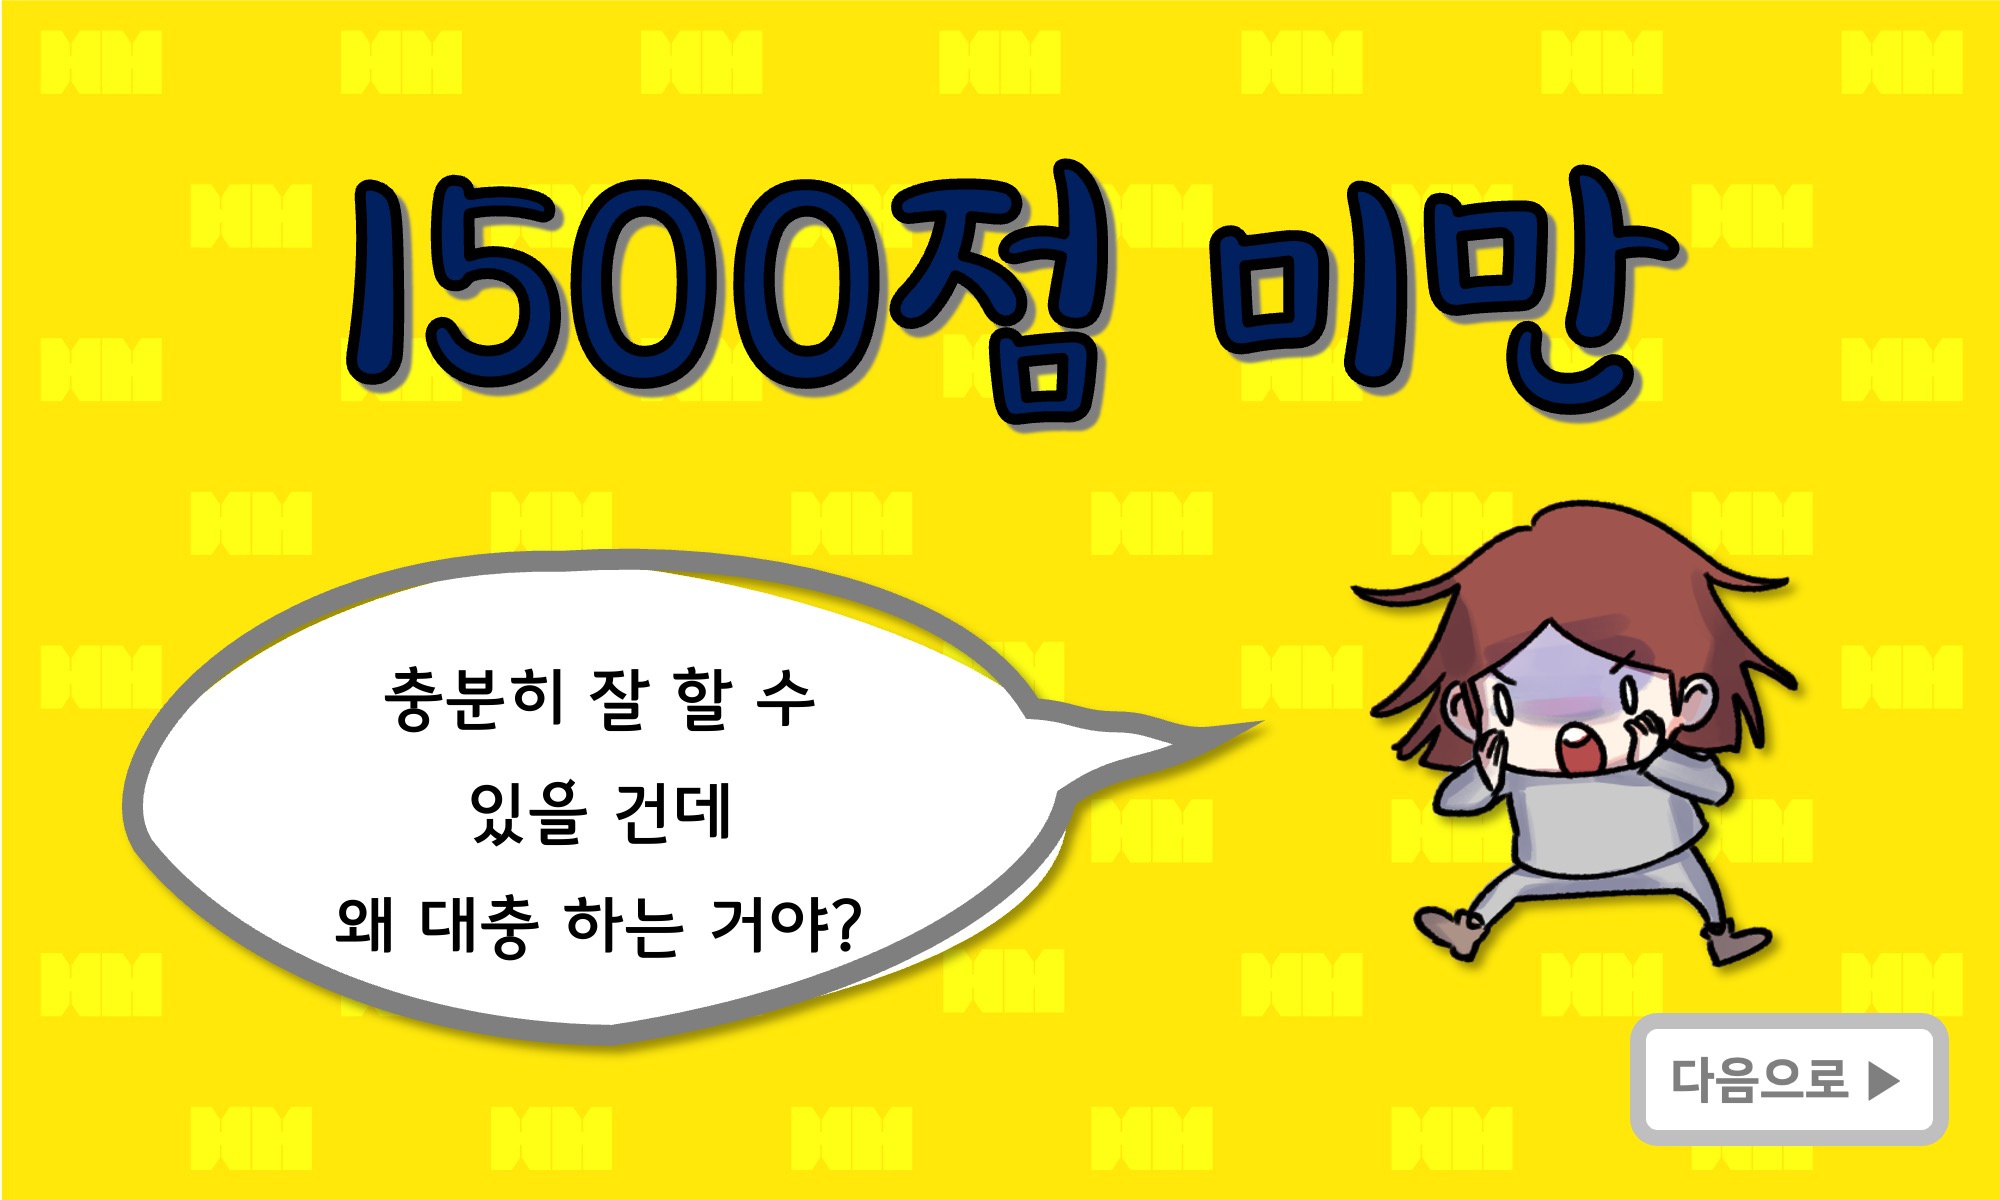 1500점 미만
충분히 잘 할 수
있을 건데
왜 대충 하는 거야?
다음으로 ▶